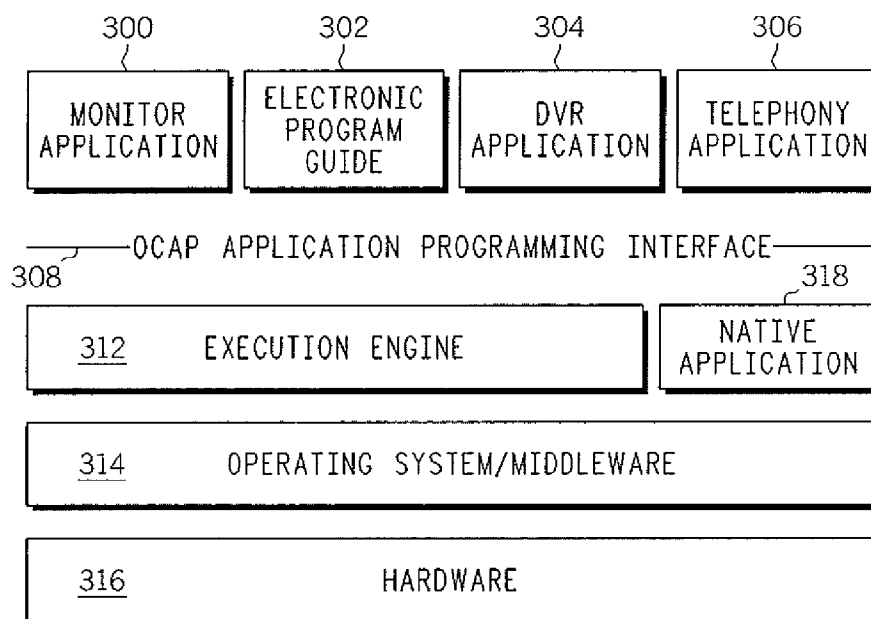 300 302 304 306
MONITOR APPLICATION
ELECTRONIC PROGRAM GUIDE
DVR APPLICATION
TELEPHONY APPLICATION
OCAP APPLICATION PROGRAMMING INTERFACE
308 318
312 EXECUTION ENGINE
NATIVE APPLICATION
314 OPERATING SYSTEM/MIDDLEWARE
316 HARDWARE